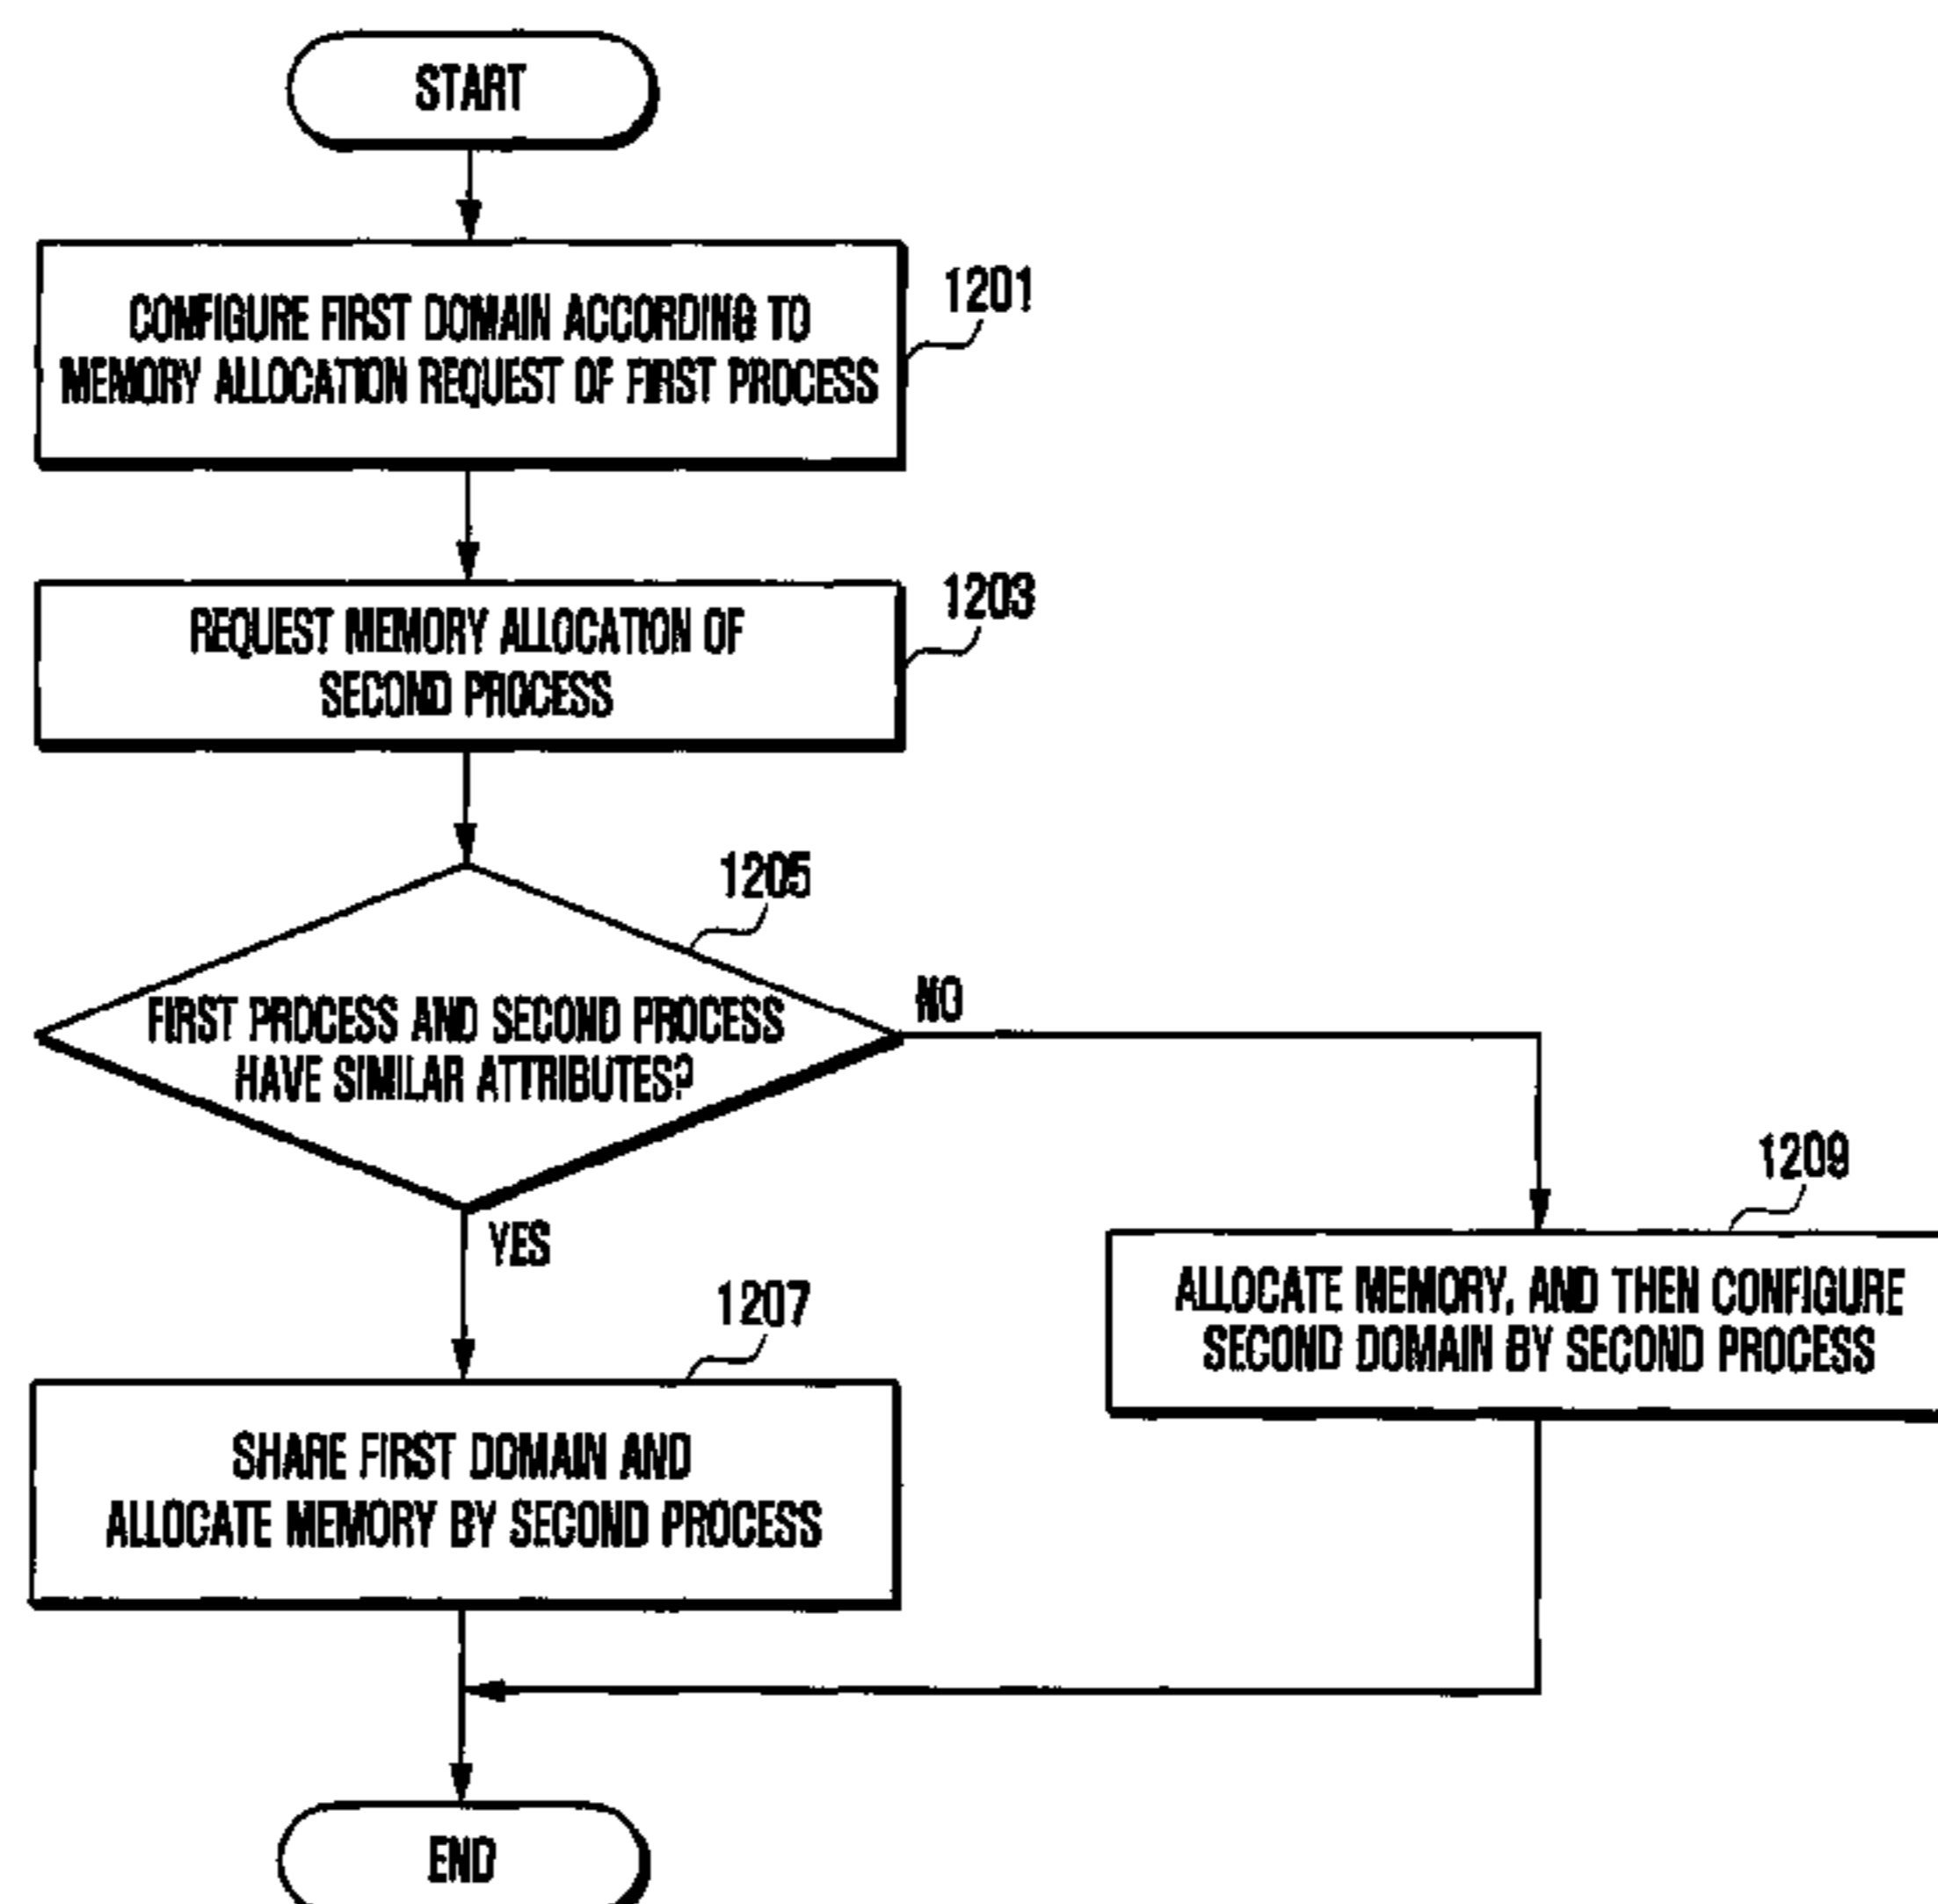 START
CONFIGURE FIRST DOMAIN ACCORDING TO
MEMORY ALLOCATION REQUEST OF FIRST PROCESS
1201
REQUEST MEMORY ALLOCATION OF
SECOND PROCESS
1203
1205
FIRST PROCESS AND SECOND PROCESS
HAVE SIMILAR ATTRIBUTES?
NO
YES
1209
ALLOCATE MEMORY, AND THEN CONFIGURE
SECOND DOMAIN BY SECOND PROCESS
1207
SHARE FIRST DOMAIN AND
ALLOCATE MEMORY BY SECOND PROCESS
END